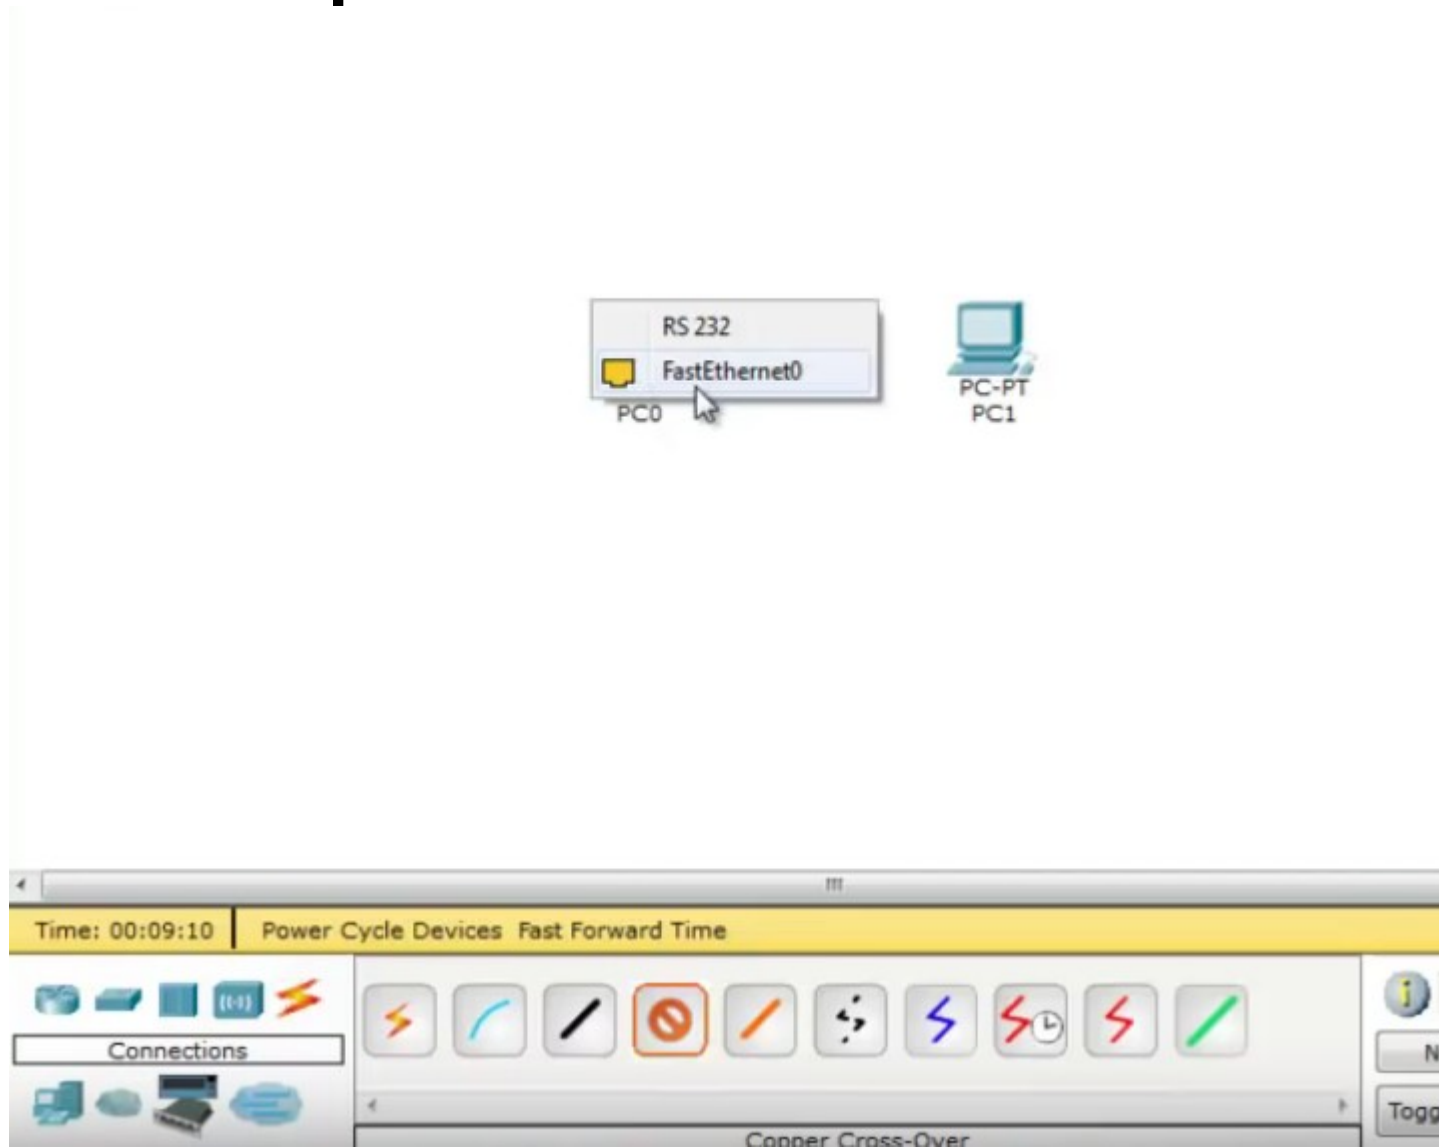 RS 232
FastEthernet0
PC0
PC-PT
PC1
Time: 00:09:10
Power Cycle Devices Fast Forward Time
Connections
Copper Cross-Over